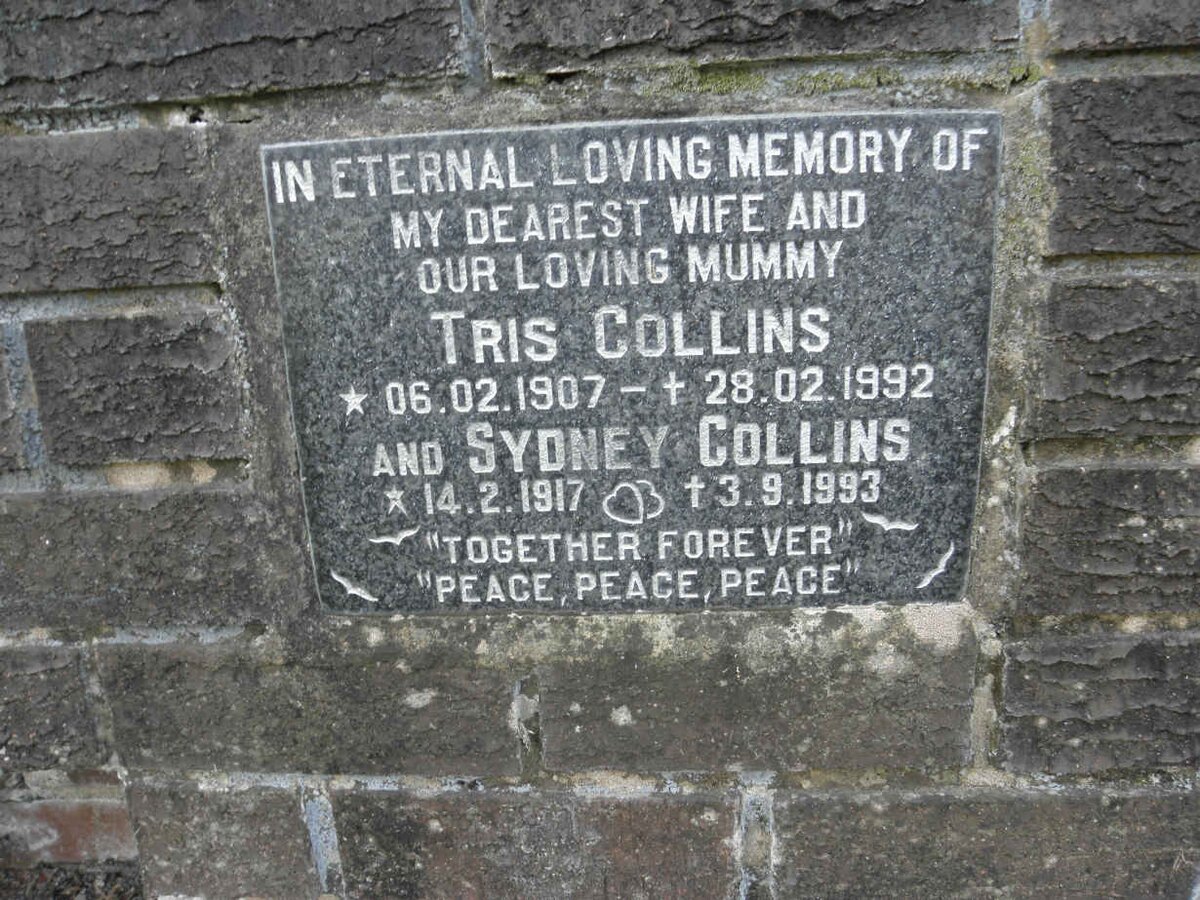 IN ETERNAL LOVING MEMORY OF
MY DEAREST WIFE AND
OUR LOVING MUMMY
TRIS COLLINS
★ 06.02.1907 – † 28.02.1992
AND SYDNEY COLLINS
★ 14.2.1917 † 3.9.1993
"TOGETHER FOREVER"
"PEACE, PEACE, PEACE"